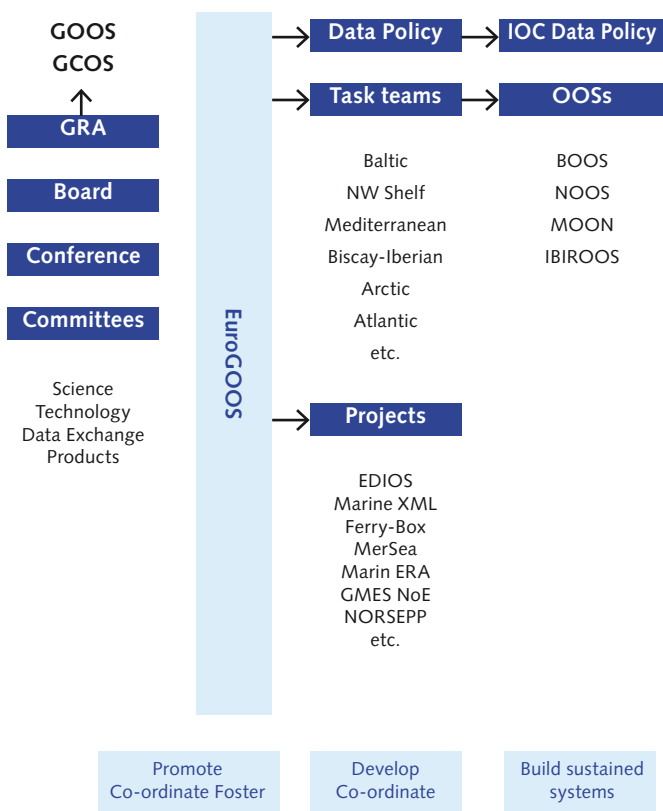 GOOS
GCOS
GRA
Board
Conference
Committees
Science
Technology
Data Exchange
Products
EuroGOOS
Data Policy
IOC Data Policy
Task teams
OOSs
Baltic
NW Shelf
Mediterranean
Biscay-Iberian
Arctic
Atlantic
etc.
BOOS
NOOS
MOON
IBIROOS
Projects
EDIOS
Marine XML
Ferry-Box
MerSea
Marin ERA
GMES NoE
NORSEPP
etc.
Promote
Co-ordinate Foster
Develop
Co-ordinate
Build sustained
systems